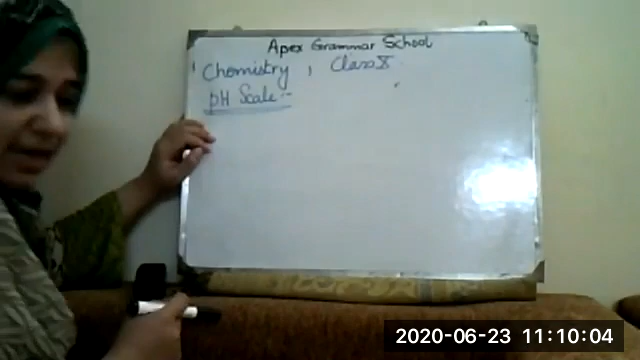 Apex Grammar School
Chemistry , Class X
pH Scale:-
2020-06-23 11:10:04